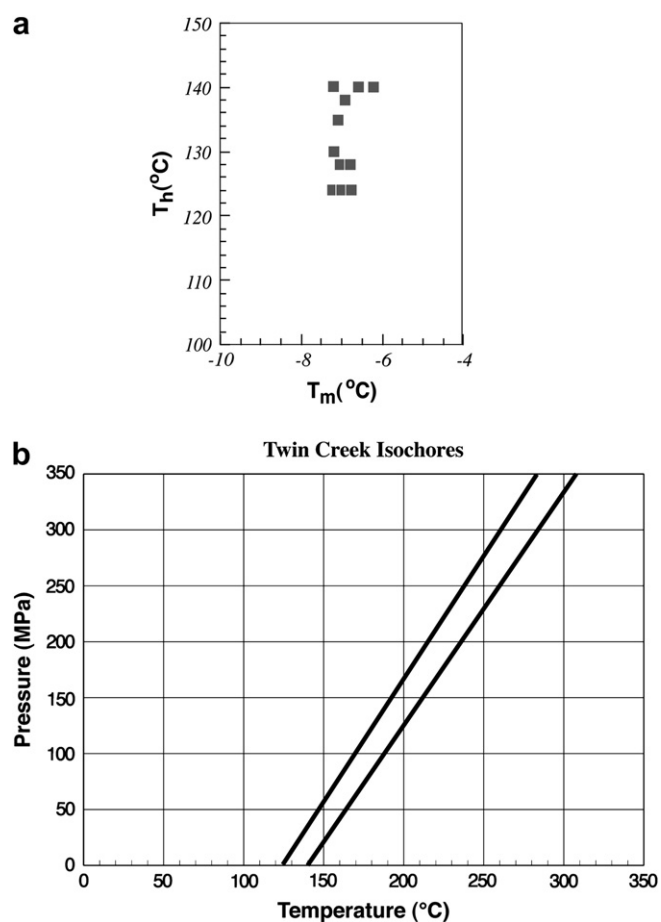 a
150
140
130
120
110
100
Th(°C)
-10 -8 -6 -4
Tm(°C)
b
Twin Creek Isochores
350
300
250
200
150
100
50
0
Pressure (MPa)
0 50 100 150 200 250 300 350
Temperature (°C)